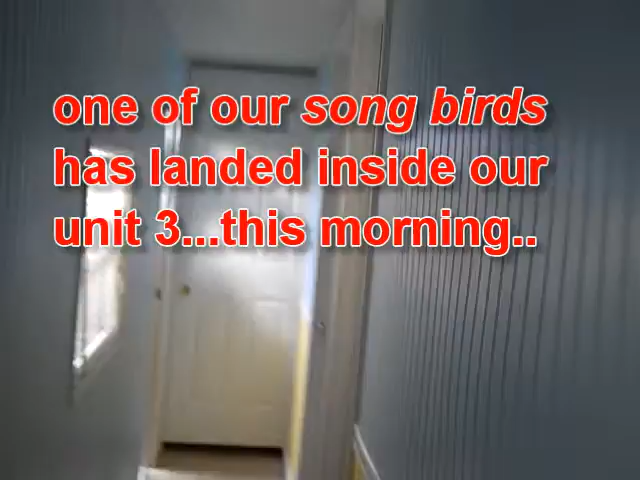 one of our song birds
has landed inside our
unit 3...this morning..